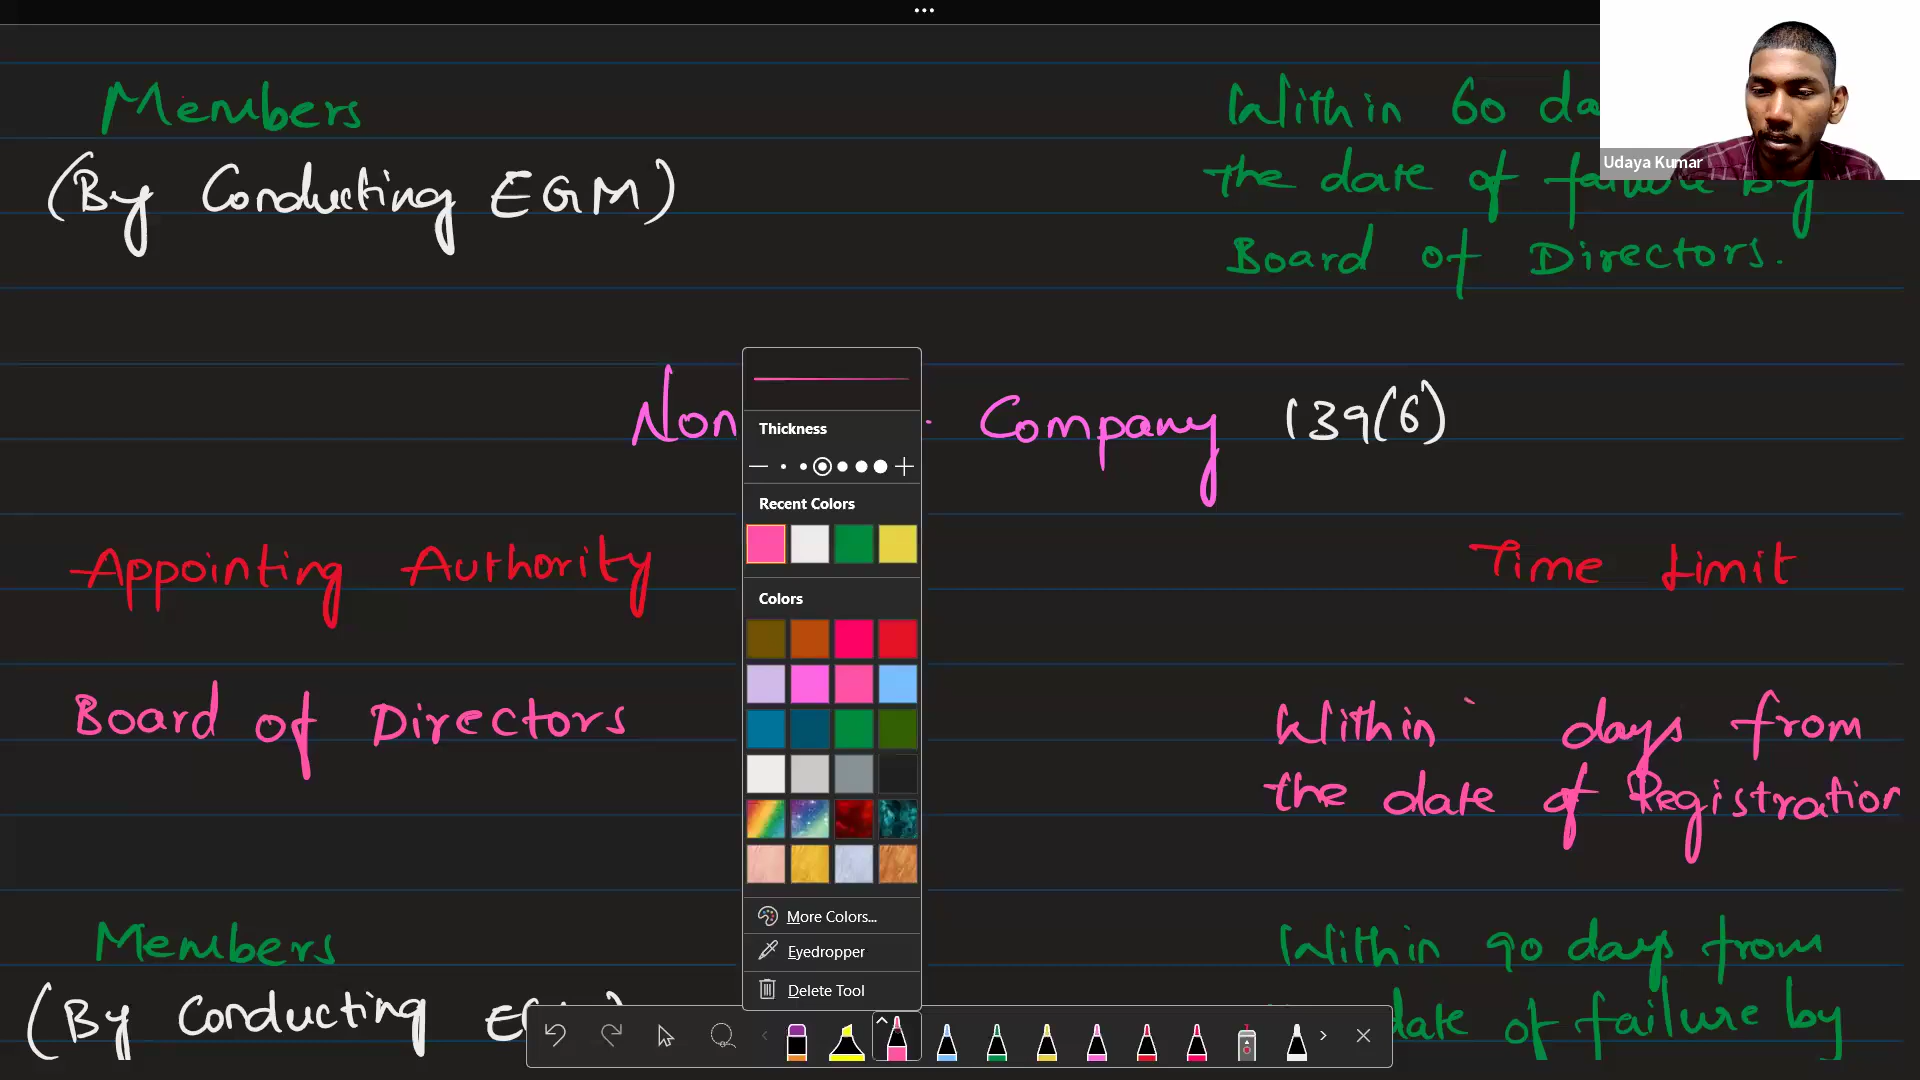 Members
Within 60
the date of failure by
(By Conducting EGM)
Board of Directors.
Udaya Kumar
Non Company 139(6)
Appointing Authority
Time Limit
Board of Directors
Within days from
the date of Registration
Members
Within 90 days from
(By Conducting
date of failure by
Thickness
Recent Colors
Colors
More Colors...
Eyedropper
Delete Tool